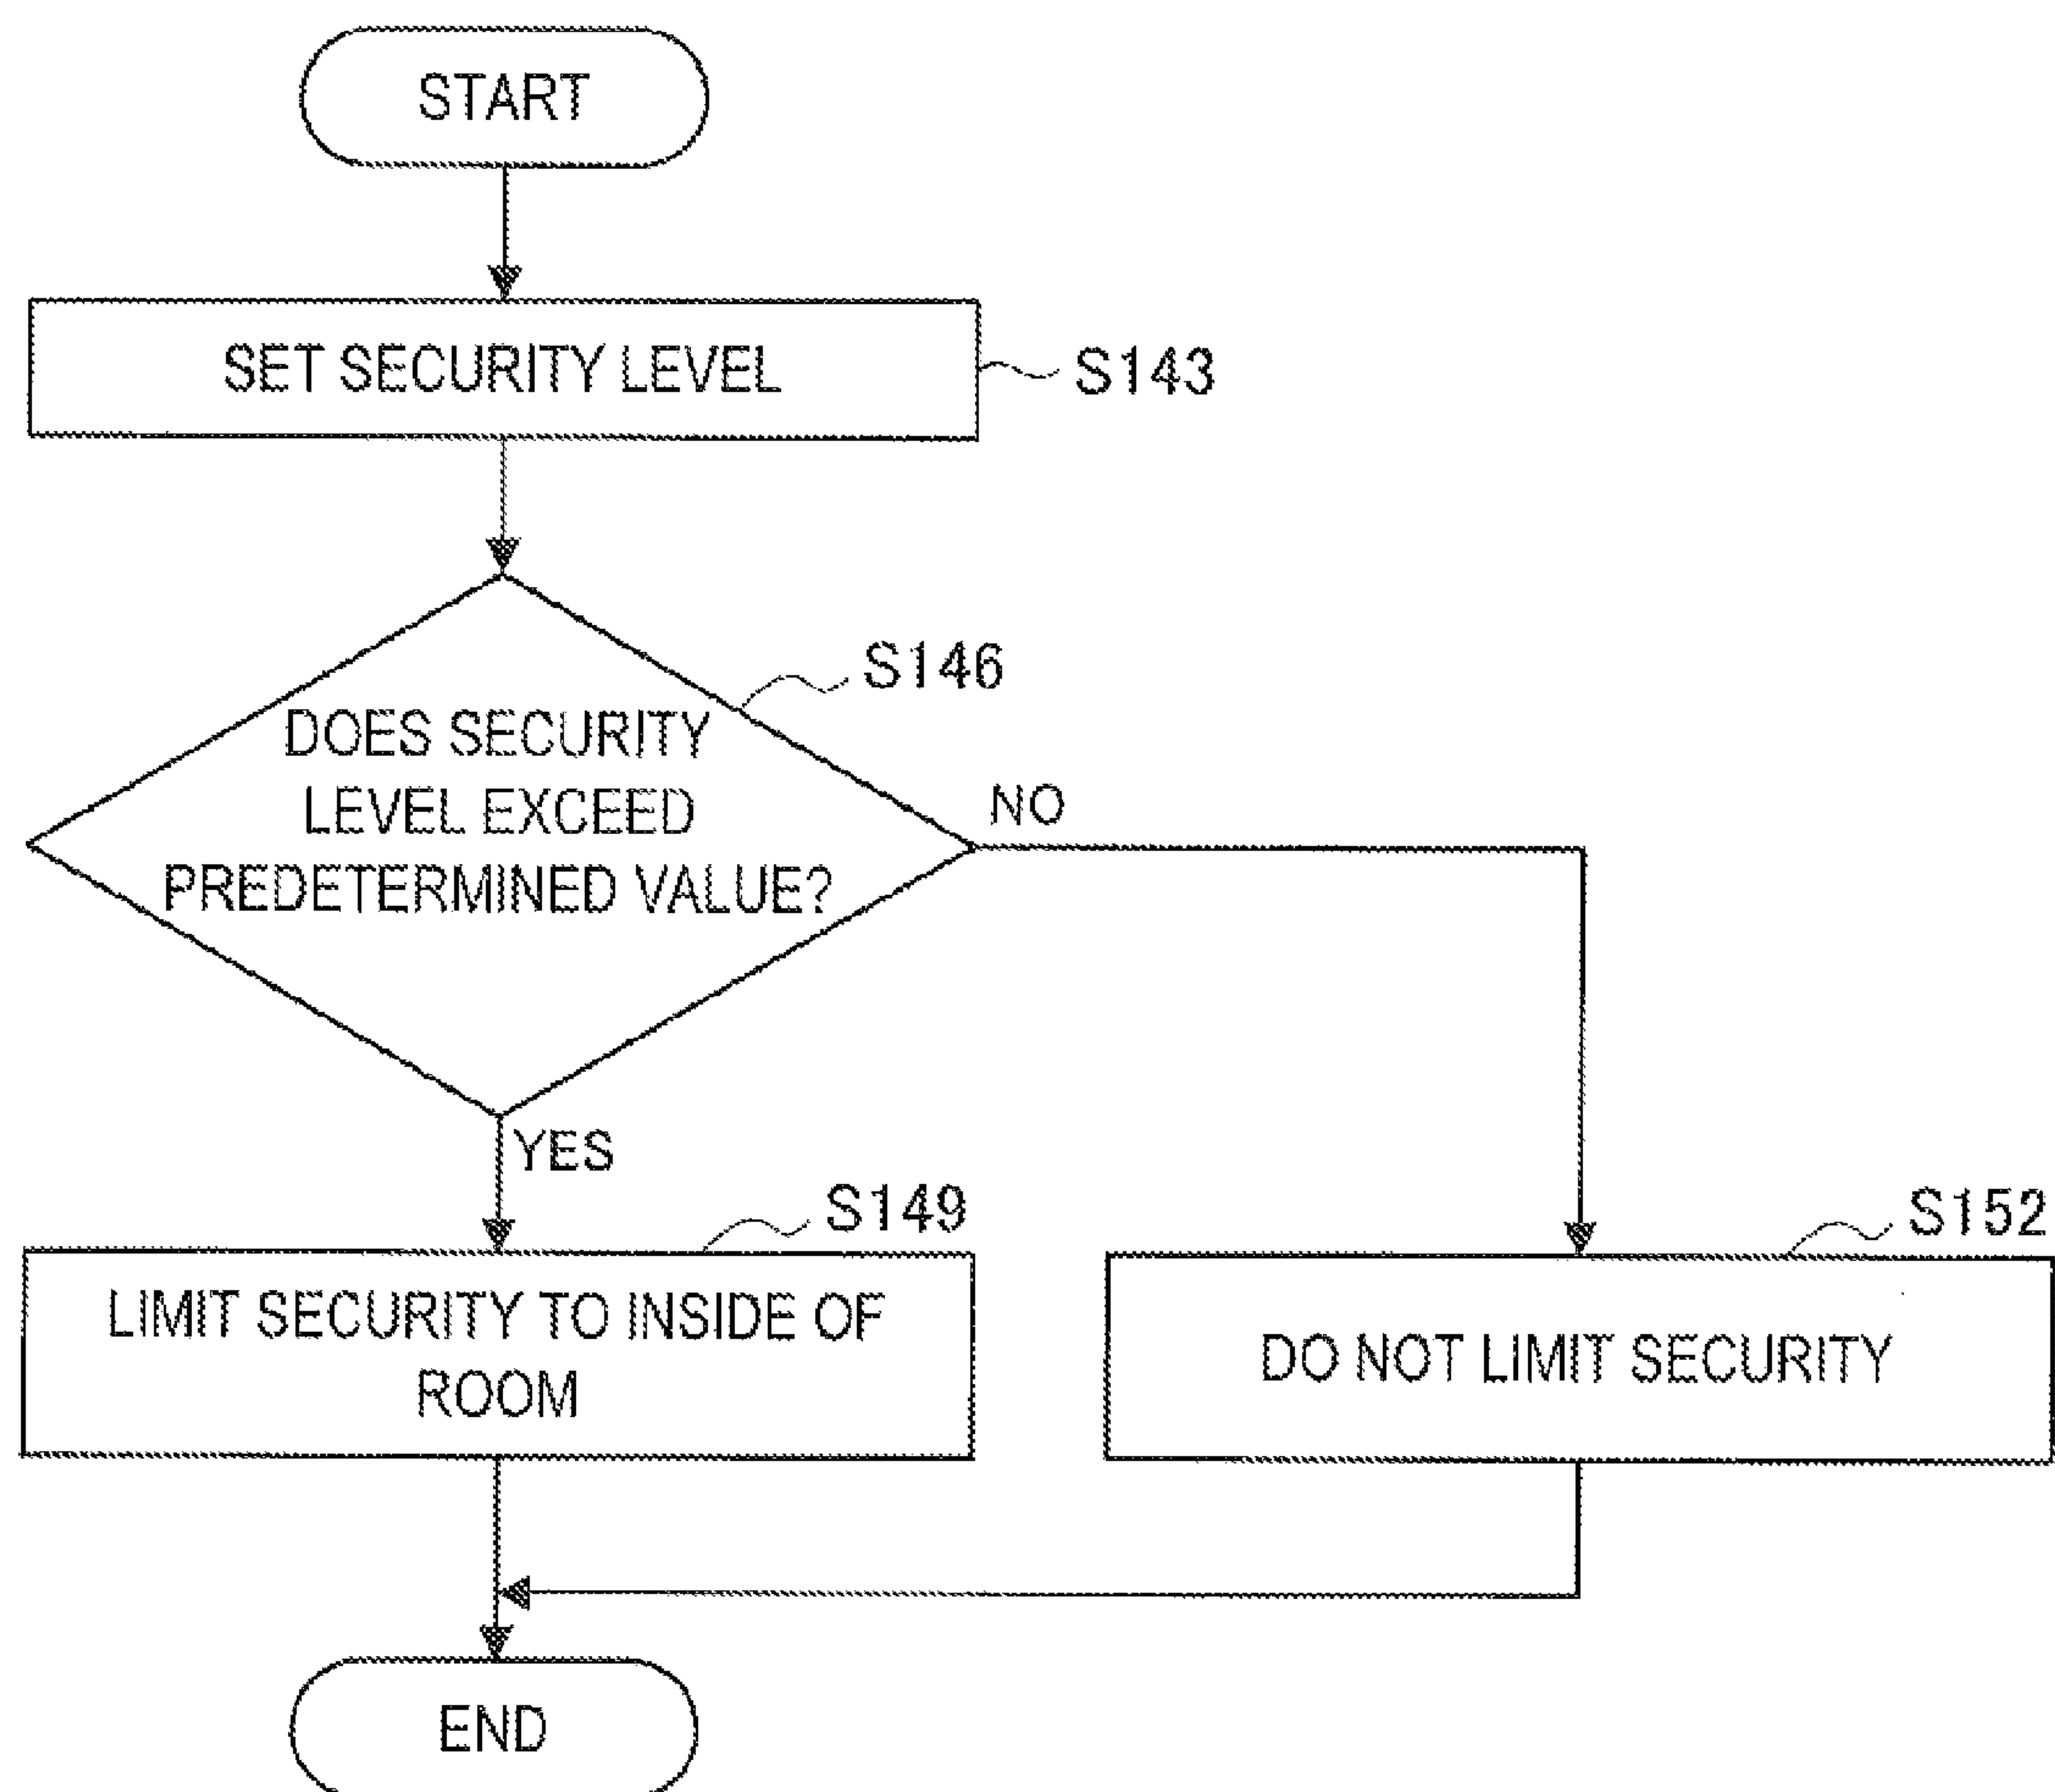 START
SET SECURITY LEVEL
S143
S146
DOES SECURITY
LEVEL EXCEED
PREDETERMINED VALUE?
NO
YES
S149
LIMIT SECURITY TO INSIDE OF
ROOM
S152
DO NOT LIMIT SECURITY
END